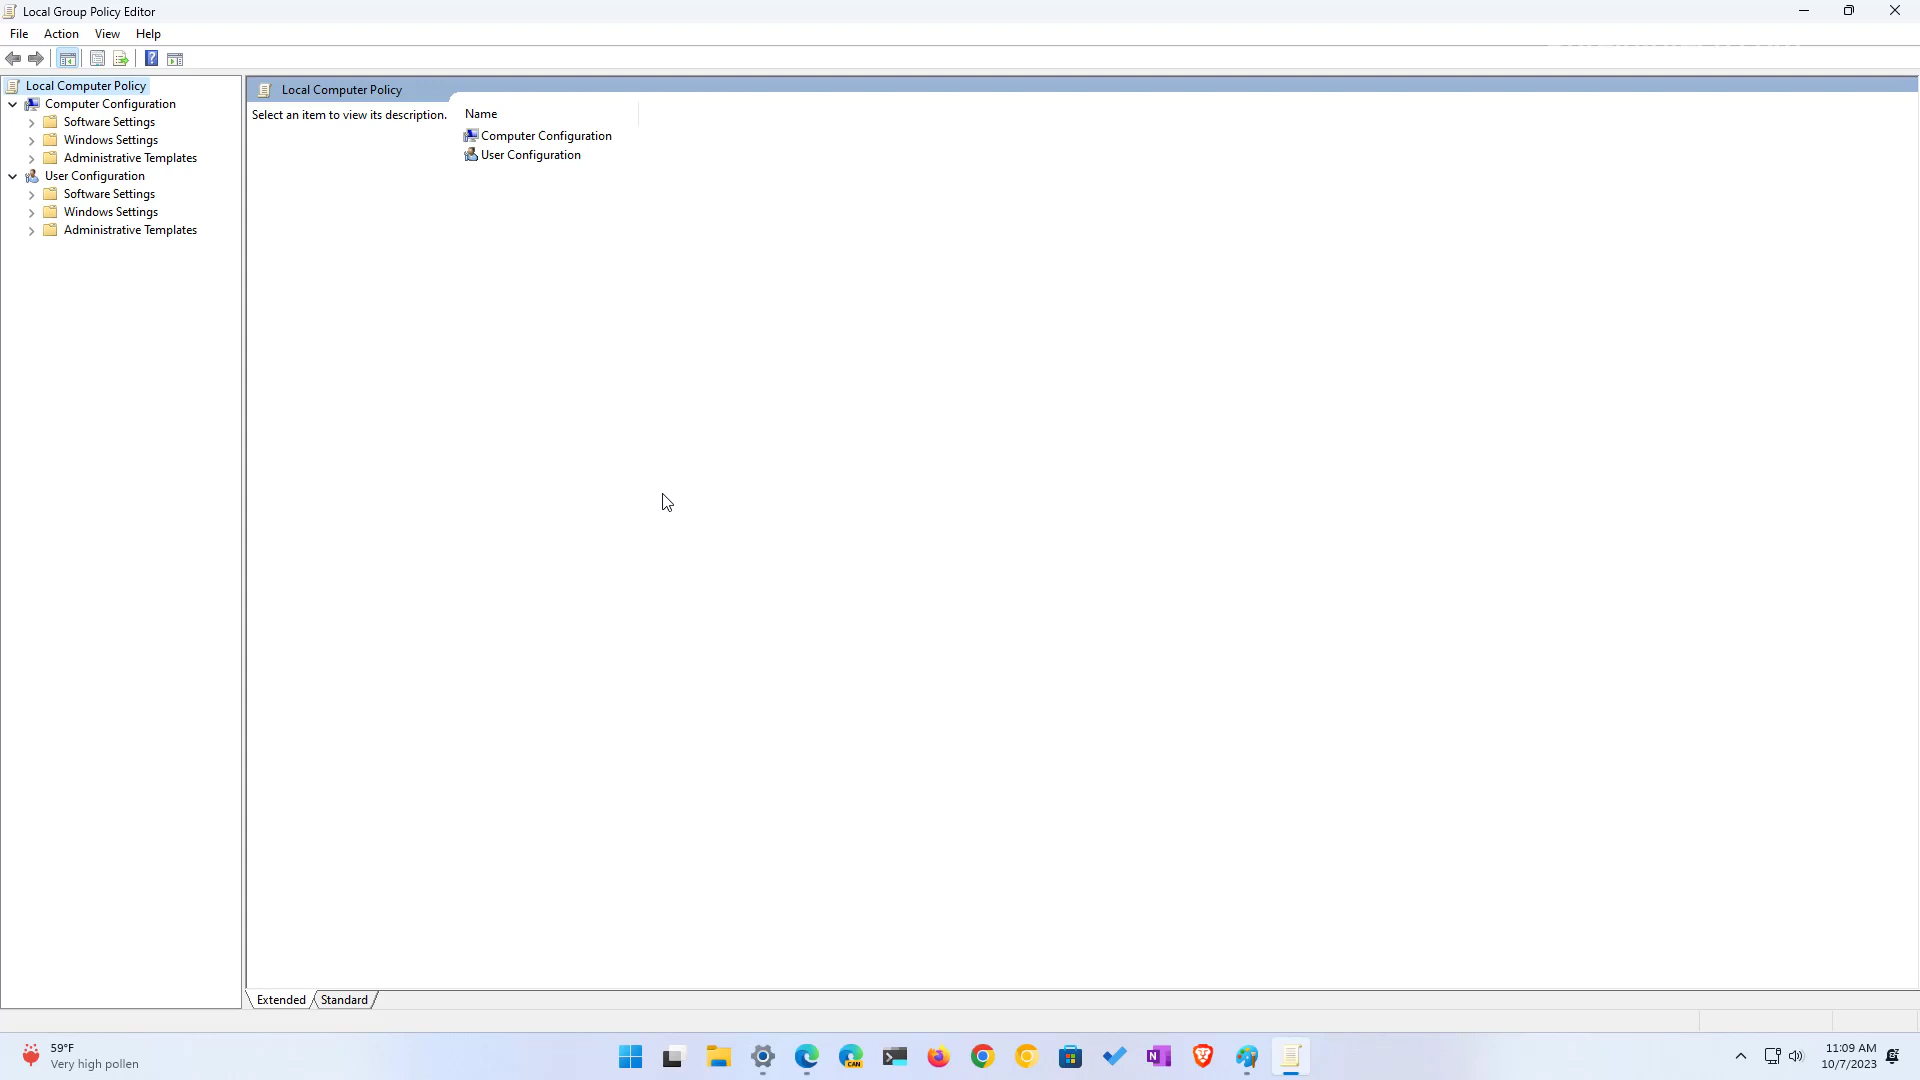 Local Group Policy Editor
File Action View Help
Local Computer Policy
Computer Configuration
Software Settings
Windows Settings
Administrative Templates
User Configuration
Software Settings
Windows Settings
Administrative Templates
Local Computer Policy
Select an item to view its description.
Name
Computer Configuration
User Configuration
Extended Standard
59°F
Very high pollen
CAN
N
11:09 AM
10/7/2023